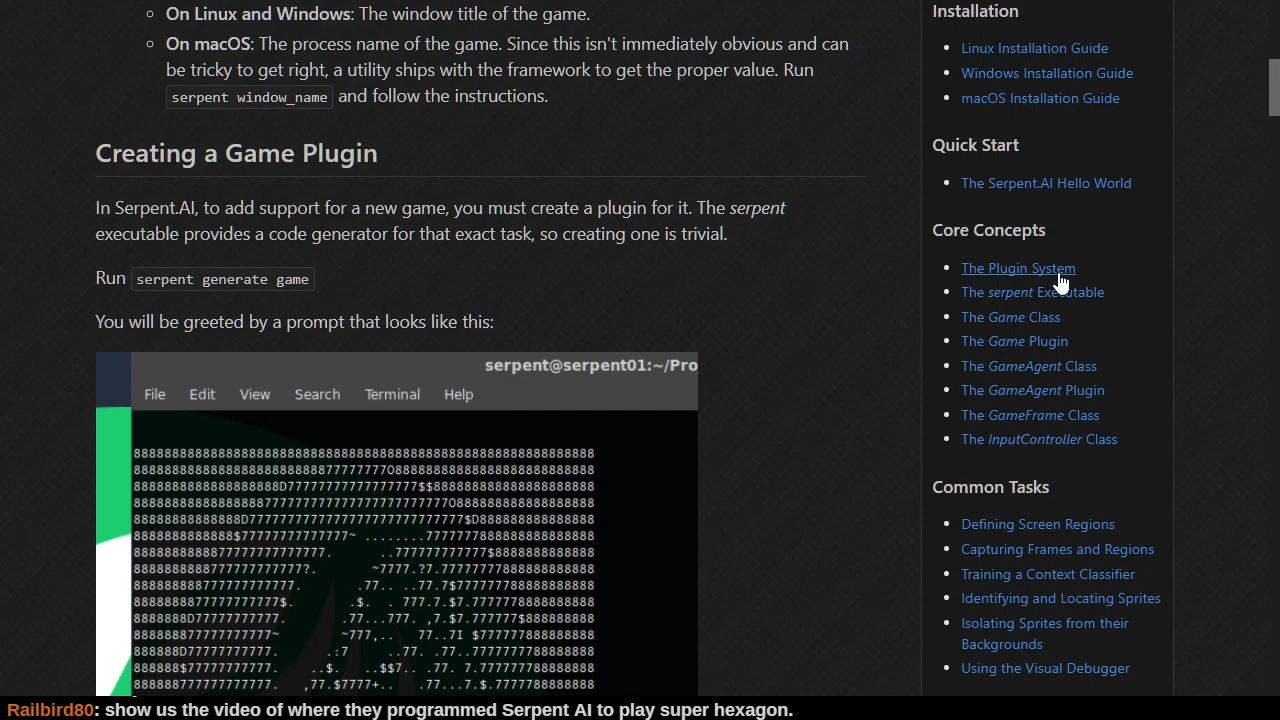 On Linux and Windows: The window title of the game.
On macOS: The process name of the game. Since this isn't immediately obvious and can
be tricky to get right, a utility ships with the framework to get the proper value. Run
serpent window_name and follow the instructions.
Creating a Game Plugin
In Serpent.AI, to add support for a new game, you must create a plugin for it. The serpent
executable provides a code generator for that exact task, so creating one is trivial.
Run serpent generate game
You will be greeted by a prompt that looks like this:
serpent@serpent01:~/Pro
File Edit View Search Terminal Help
Installation
Linux Installation Guide
Windows Installation Guide
macOS Installation Guide
Quick Start
The Serpent.AI Hello World
Core Concepts
The Plugin System
The serpent Executable
The Game Class
The Game Plugin
The GameAgent Class
The GameAgent Plugin
The GameFrame Class
The InputController Class
Common Tasks
Defining Screen Regions
Capturing Frames and Regions
Training a Context Classifier
Identifying and Locating Sprites
Isolating Sprites from their
Backgrounds
Using the Visual Debugger
Railbird80: show us the video of where they programmed Serpent AI to play super hexagon.